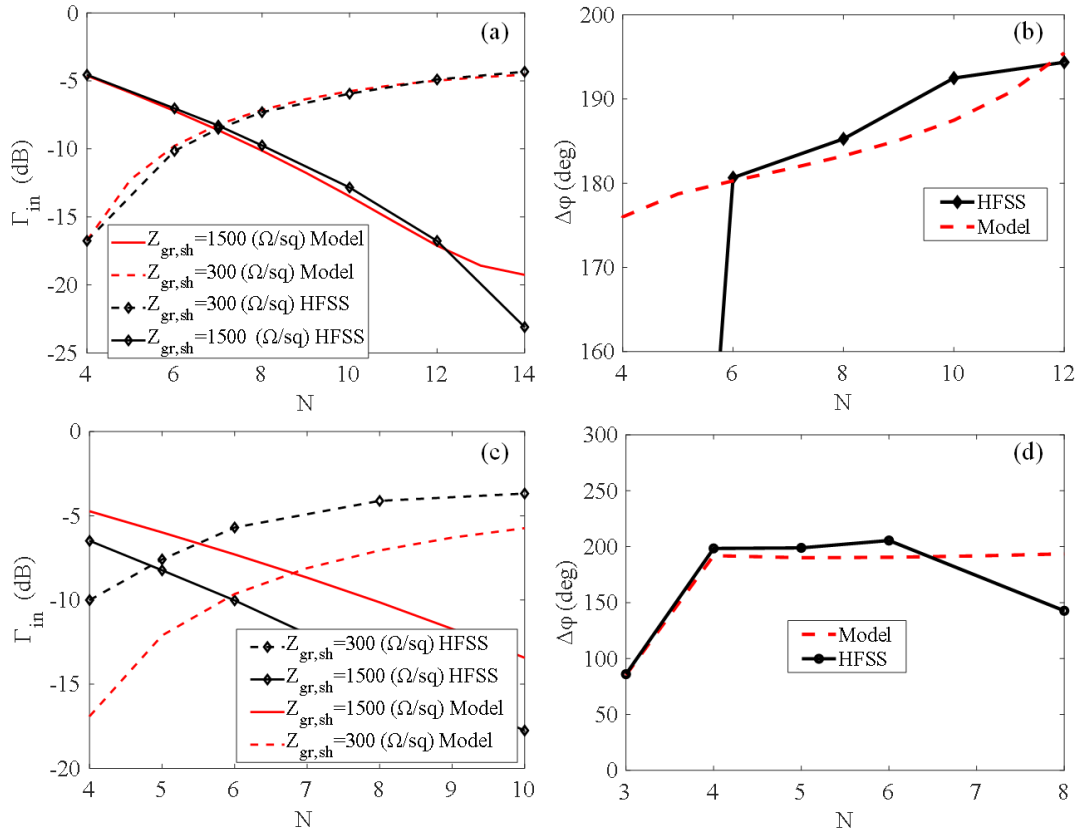 (a)
0
-5
-10
-15
-20
-25
Γin (dB)
Zgr,sh=1500 (Ω/sq) Model
Zgr,sh=300 (Ω/sq) Model
Zgr,sh=300 (Ω/sq) HFSS
Zgr,sh=1500 (Ω/sq) HFSS
4 6 8 10 12 14
N
(b)
200
190
180
170
160
Δφ (deg)
HFSS
Model
4 6 8 10 12
N
(c)
0
-5
-10
-15
-20
Γin (dB)
Zgr,sh=300 (Ω/sq) HFSS
Zgr,sh=1500 (Ω/sq) HFSS
Zgr,sh=1500 (Ω/sq) Model
Zgr,sh=300 (Ω/sq) Model
4 5 6 7 8 9 10
N
(d)
300
250
200
150
100
50
0
Δφ (deg)
Model
HFSS
3 4 5 6 7 8
N